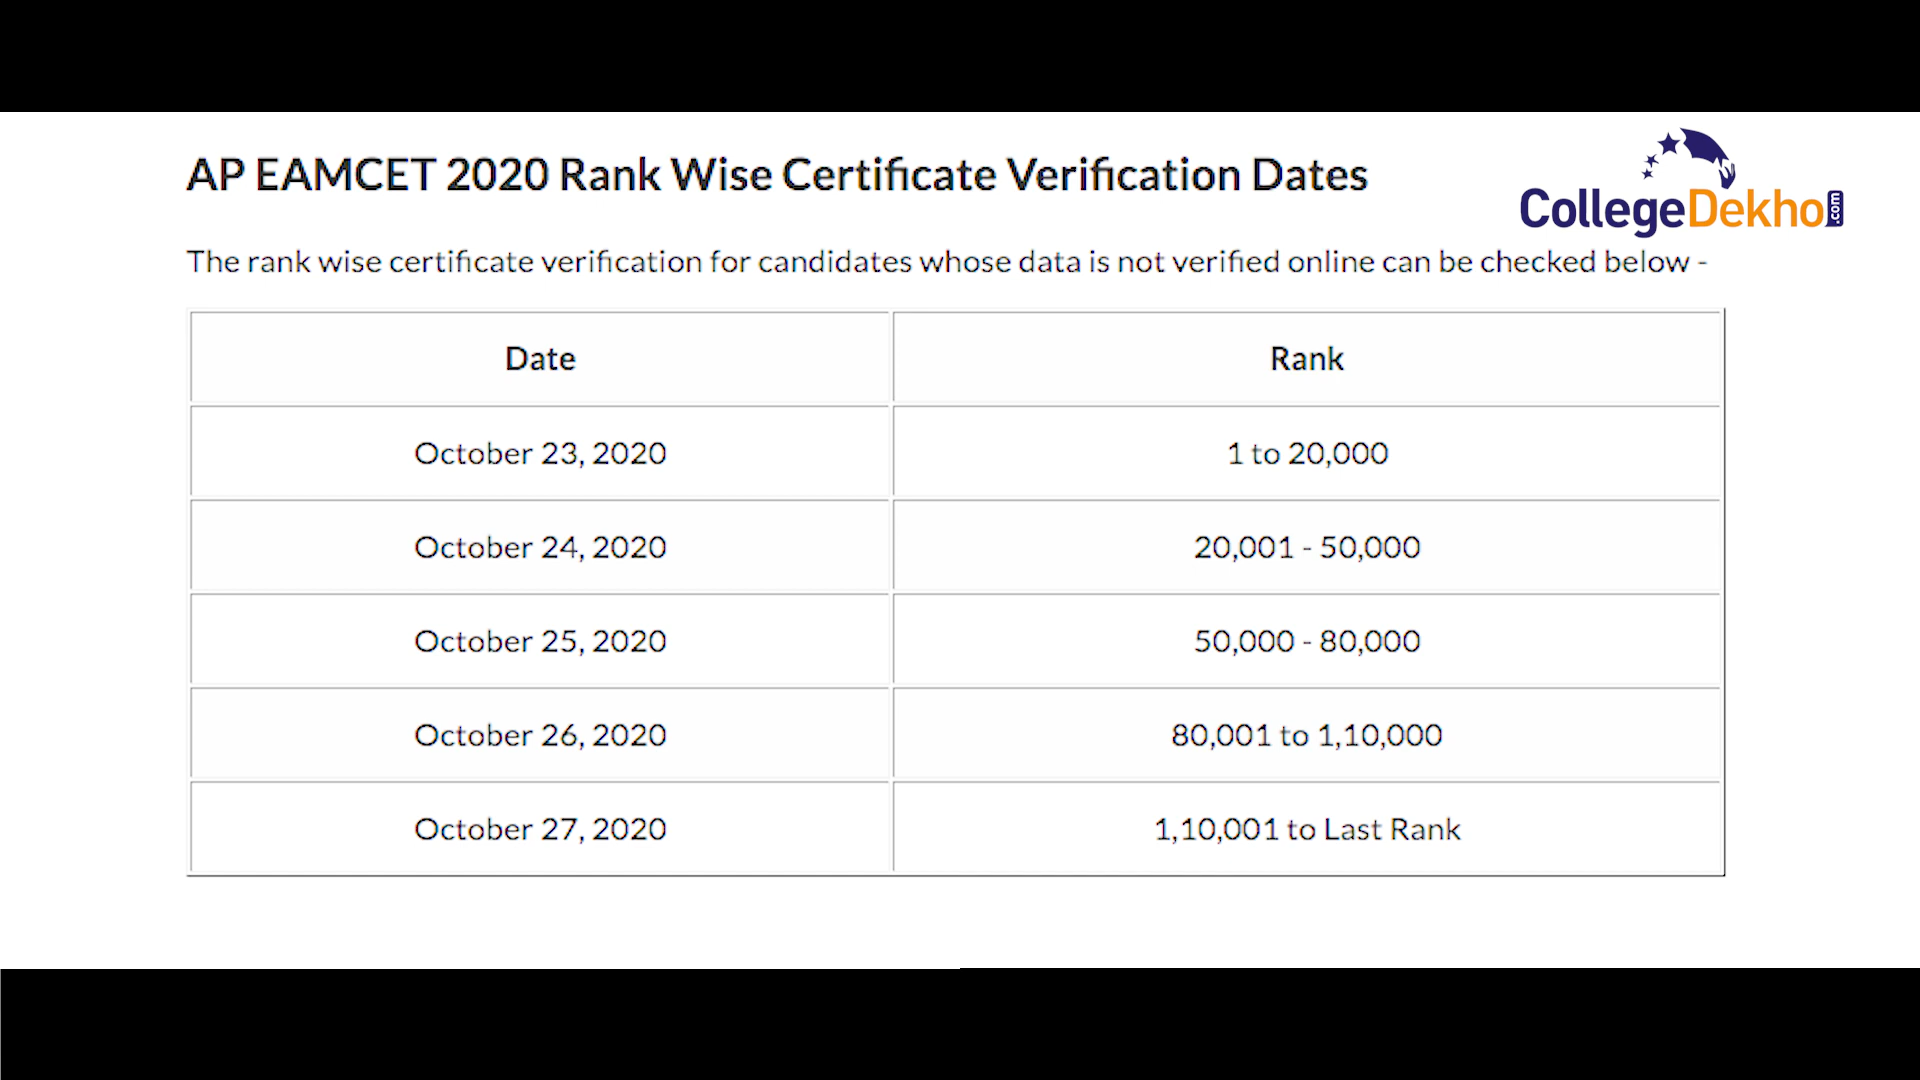 AP EAMCET 2020 Rank Wise Certificate Verification Dates
CollegeDekho.com
The rank wise certificate verification for candidates whose data is not verified online can be checked below -
Date Rank
October 23, 2020 1 to 20,000
October 24, 2020 20,001 - 50,000
October 25, 2020 50,000 - 80,000
October 26, 2020 80,001 to 1,10,000
October 27, 2020 1,10,001 to Last Rank